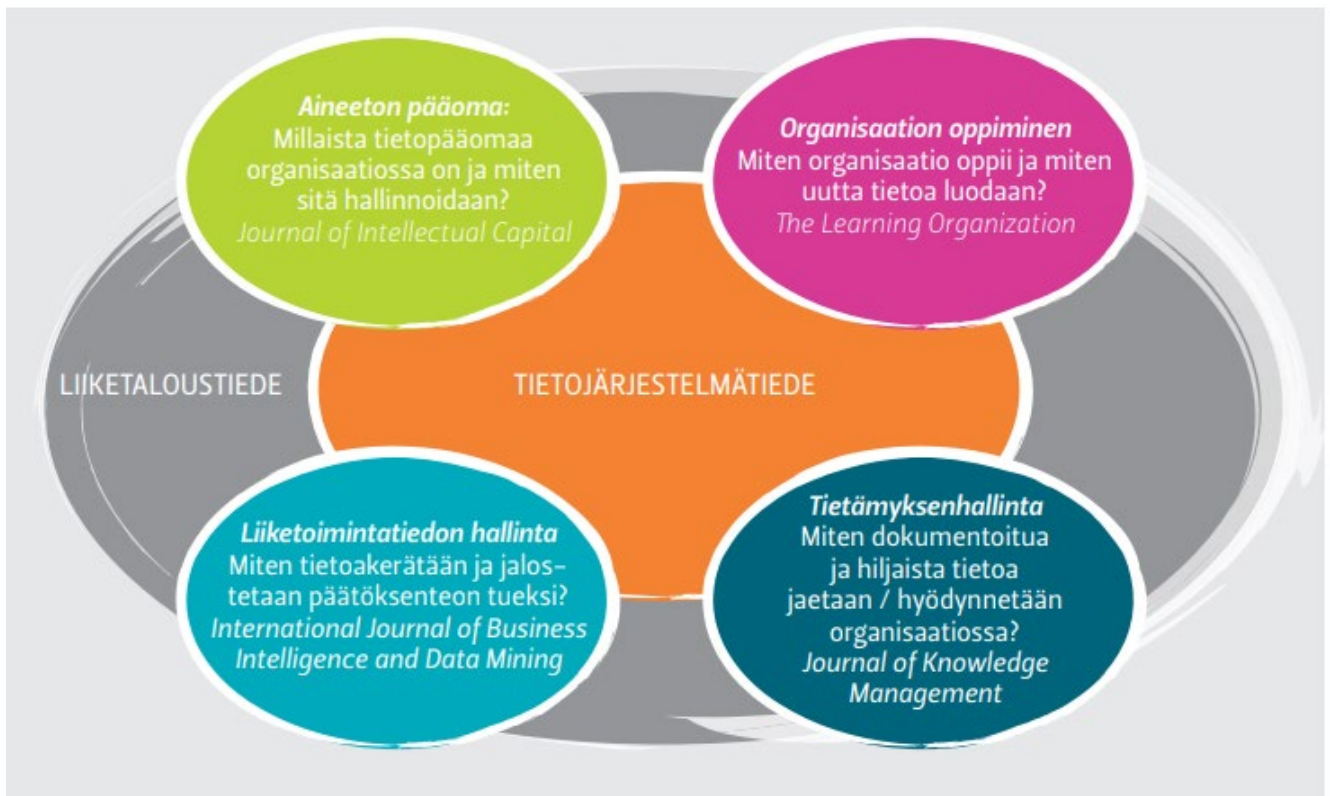 Aineeton pääoma:
Millaista tietopääomaa
organisaatiossa on ja miten
sitä hallinnoidaan?
Journal of Intellectual Capital
Organisaation oppiminen
Miten organisaatio oppii ja miten
uutta tietoa luodaan?
The Learning Organization
LIIKETALOUSTIEDE
TIETOJÄRJESTELMÄTIEDE
Liiketoimintatiedon hallinta
Miten tietoakerätään ja jalos-
tetaan päätöksenteon tueksi?
International Journal of Business
Intelligence and Data Mining
Tietämyksenhallinta
Miten dokumentoitua
ja hiljaista tietoa
jaetaan / hyödynnetään
organisaatiossa?
Journal of Knowledge
Management